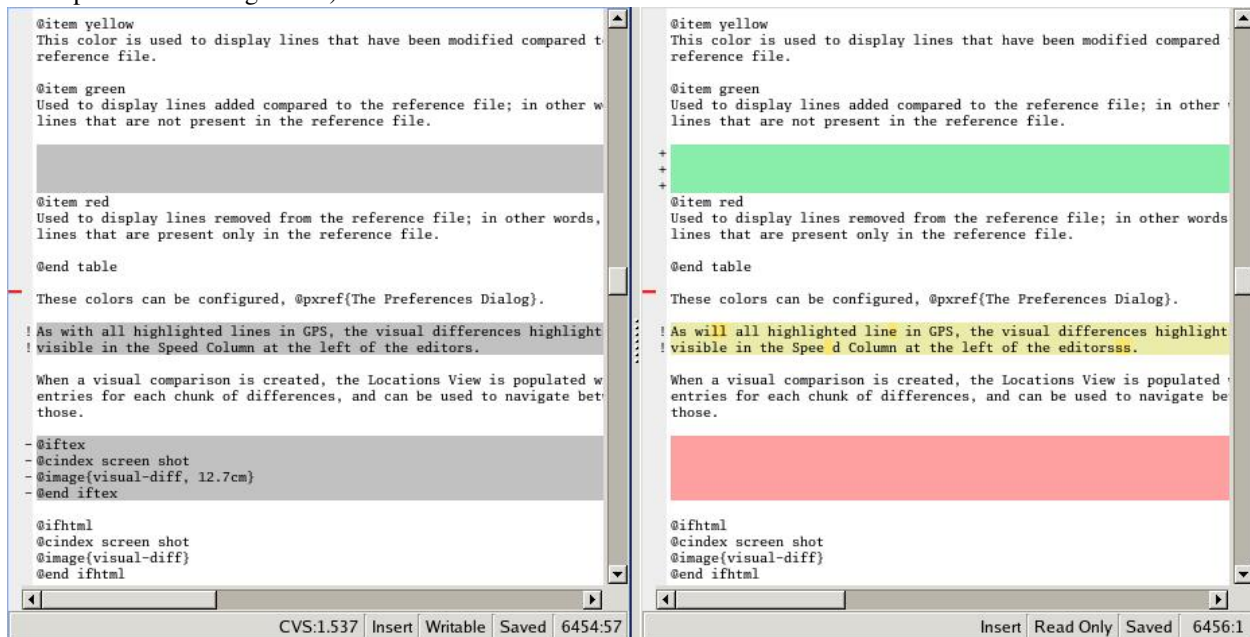 @item yellow
This color is used to display lines that have been modified compared t
reference file.
@item green
Used to display lines added compared to the reference file; in other w
lines that are not present in the reference file.
@item red
Used to display lines removed from the reference file; in other words,
lines that are present only in the reference file.
@end table
These colors can be configured, @pxref{The Preferences Dialog}.
! As with all highlighted lines in GPS, the visual differences highlight
! visible in the Speed Column at the left of the editors.
When a visual comparison is created, the Locations View is populated w
entries for each chunk of differences, and can be used to navigate bet
those.
- @iftex
- @cindex screen shot
- @image{visual-diff, 12.7cm}
- @end iftex
@ifhtml
@cindex screen shot
@image{visual-diff}
@end ifhtml
CVS:1.537 Insert Writable Saved 6454:57
@item yellow
This color is used to display lines that have been modified compared
reference file.
@item green
Used to display lines added compared to the reference file; in other
lines that are not present in the reference file.
+
+
+
@item red
Used to display lines removed from the reference file; in other words
lines that are present only in the reference file.
@end table
These colors can be configured, @pxref{The Preferences Dialog}.
! As will all highlighted line in GPS, the visual differences highlight
! visible in the Spee d Column at the left of the editorsss.
When a visual comparison is created, the Locations View is populated
entries for each chunk of differences, and can be used to navigate be
those.
@ifhtml
@cindex screen shot
@image{visual-diff}
@end ifhtml
Insert Read Only Saved 6456:1